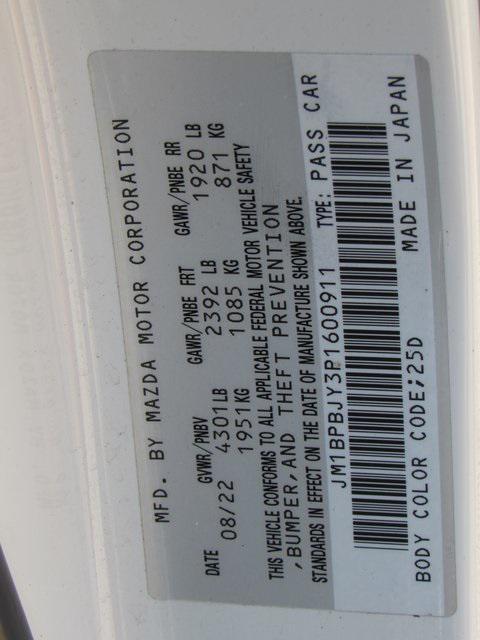 MFD. BY MAZDA MOTOR CORPORATION
DATE GVWR/PNBV GAWR/PNBE FRT GAWR/PNBE RR
08/22 4301LB 2392 LB 1920 LB
1951KG 1085 KG 871 KG
THIS VEHICLE CONFORMS TO ALL APPLICABLE FEDERAL MOTOR VEHICLE SAFETY
,BUMPER,AND THEFT PREVENTION
STANDARDS IN EFFECT ON THE DATE OF MANUFACTURE SHOWN ABOVE.
JM1BPBJY3P1600911 TYPE: PASS CAR
BODY COLOR CODE;25D MADE IN JAPAN